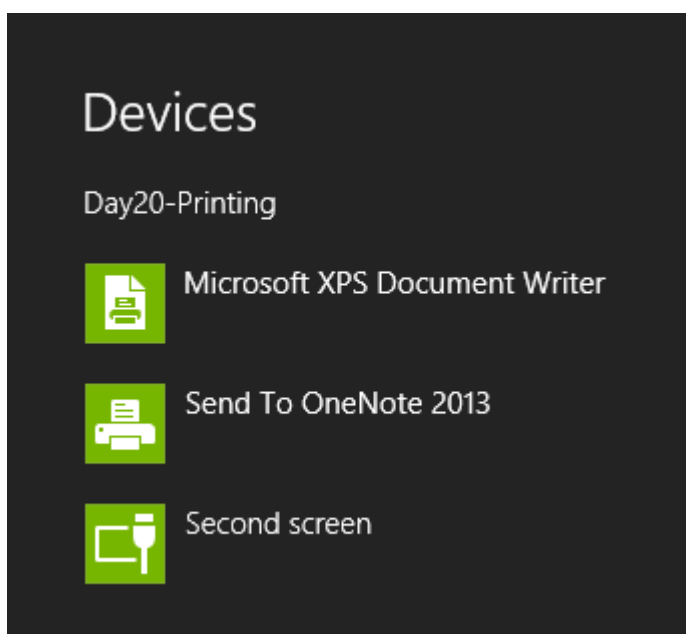 Devices
Day20-Printing
Microsoft XPS Document Writer
Send To OneNote 2013
Second screen